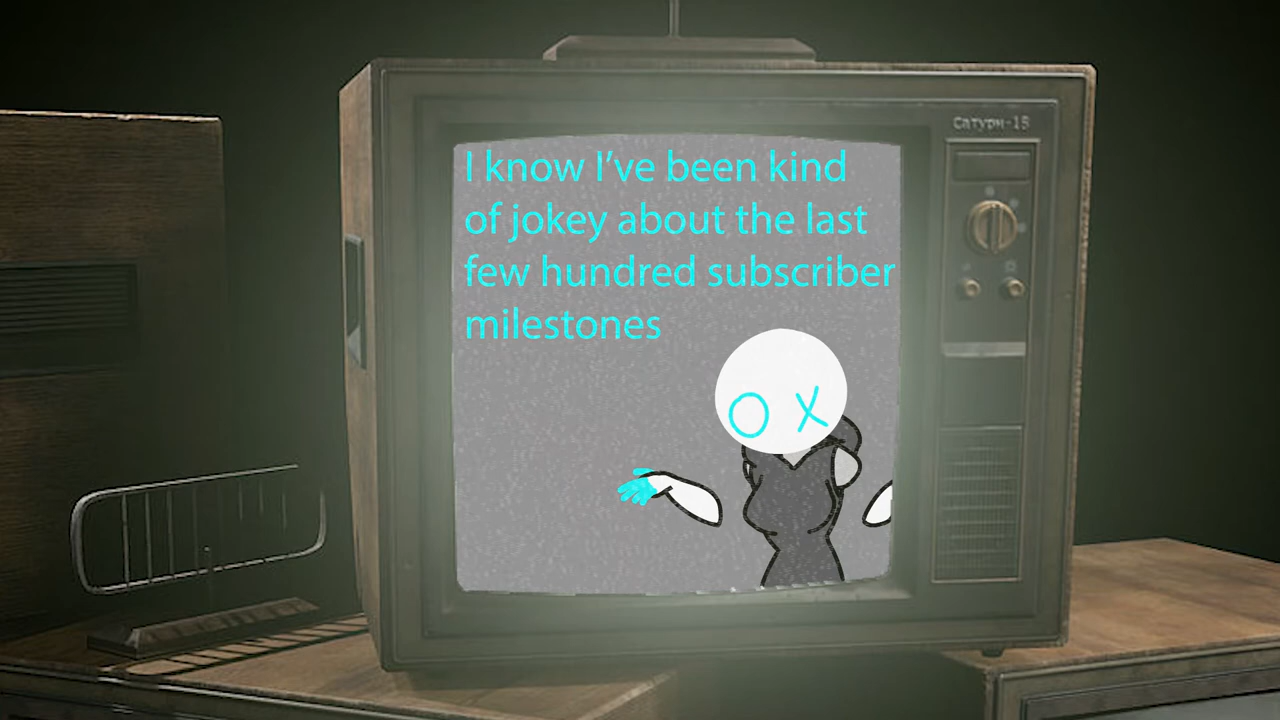 I know I've been kind
of jokey about the last
few hundred subscriber
milestones
Сатурн-15